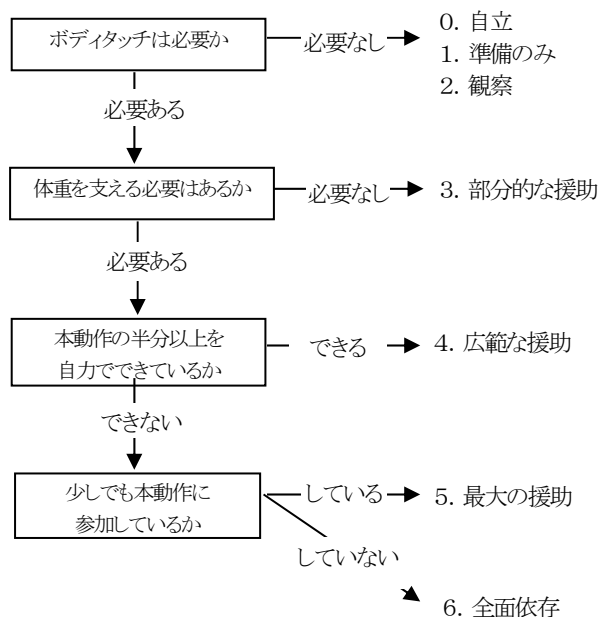 ボディタッチは必要か
必要なし
0. 自立
1. 準備のみ
2. 観察
必要ある
体重を支える必要はあるか
必要なし
3. 部分的な援助
必要ある
本動作の半分以上を
自力でできているか
できる
4. 広範な援助
できない
少しでも本動作に
参加しているか
している
5. 最大の援助
していない
6. 全面依存